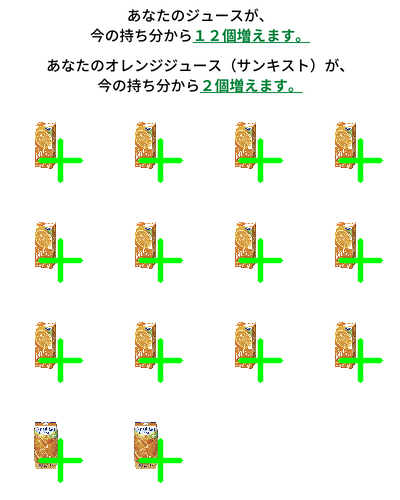 あなたのジュースが、
今の持ち分から１２個増えます。
あなたのオレンジジュース（サンキスト）が、
今の持ち分から２個増えます。